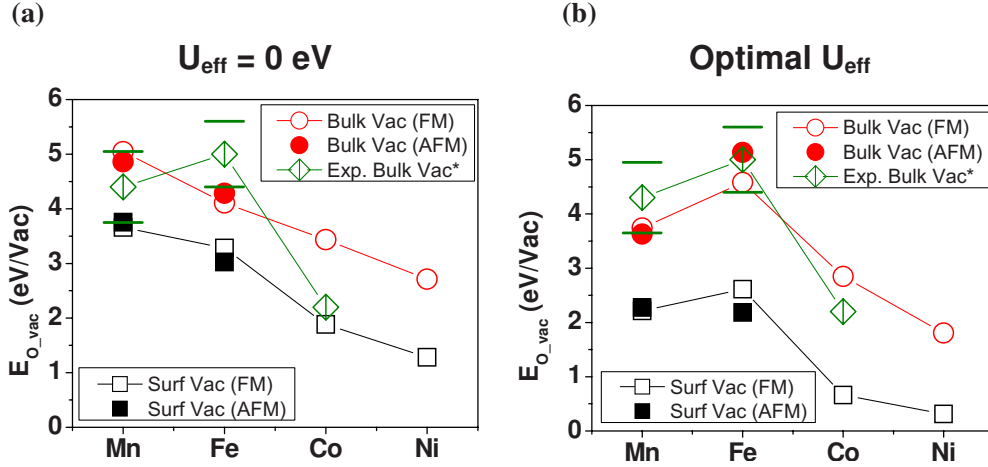 (a)
U_eff = 0 eV
6
5
4
3
2
1
0
E_O_vac (eV/Vac)
Bulk Vac (FM)
Bulk Vac (AFM)
Exp. Bulk Vac*
Surf Vac (FM)
Surf Vac (AFM)
Mn Fe Co Ni
(b)
Optimal U_eff
6
5
4
3
2
1
0
E_O_vac (eV/Vac)
Bulk Vac (FM)
Bulk Vac (AFM)
Exp. Bulk Vac*
Surf Vac (FM)
Surf Vac (AFM)
Mn Fe Co Ni